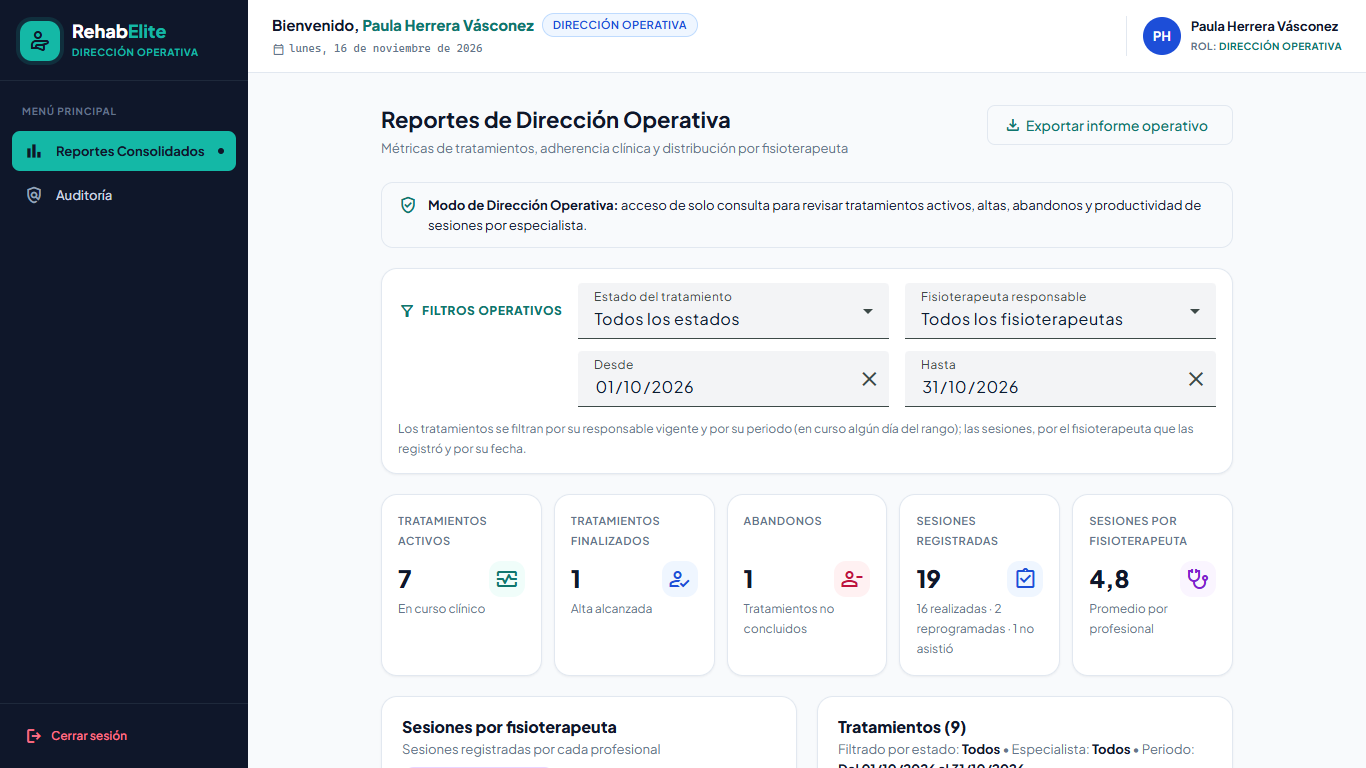 RehabElite
DIRECCIÓN OPERATIVA
MENÚ PRINCIPAL
Reportes Consolidados
Auditoría
Cerrar sesión
Bienvenido, Paula Herrera Vásconez DIRECCIÓN OPERATIVA
lunes, 16 de noviembre de 2026
PH
Paula Herrera Vásconez
ROL: DIRECCIÓN OPERATIVA
Reportes de Dirección Operativa
Métricas de tratamientos, adherencia clínica y distribución por fisioterapeuta
Exportar informe operativo
Modo de Dirección Operativa: acceso de solo consulta para revisar tratamientos activos, altas, abandonos y productividad de
sesiones por especialista.
FILTROS OPERATIVOS
Estado del tratamiento
Todos los estados
Fisioterapeuta responsable
Todos los fisioterapeutas
Desde
01/10/2026
Hasta
31/10/2026
Los tratamientos se filtran por su responsable vigente y por su periodo (en curso algún día del rango); las sesiones, por el fisioterapeuta que las
registró y por su fecha.
TRATAMIENTOS
ACTIVOS
7
En curso clínico
TRATAMIENTOS
FINALIZADOS
1
Alta alcanzada
ABANDONOS
1
Tratamientos no
concluidos
SESIONES
REGISTRADAS
19
16 realizadas · 2
reprogramadas · 1 no
asistió
SESIONES POR
FISIOTERAPEUTA
4,8
Promedio por
profesional
Sesiones por fisioterapeuta
Sesiones registradas por cada profesional
Tratamientos (9)
Filtrado por estado: Todos • Especialista: Todos • Periodo:
Del 01/10/2026 al 31/10/2026